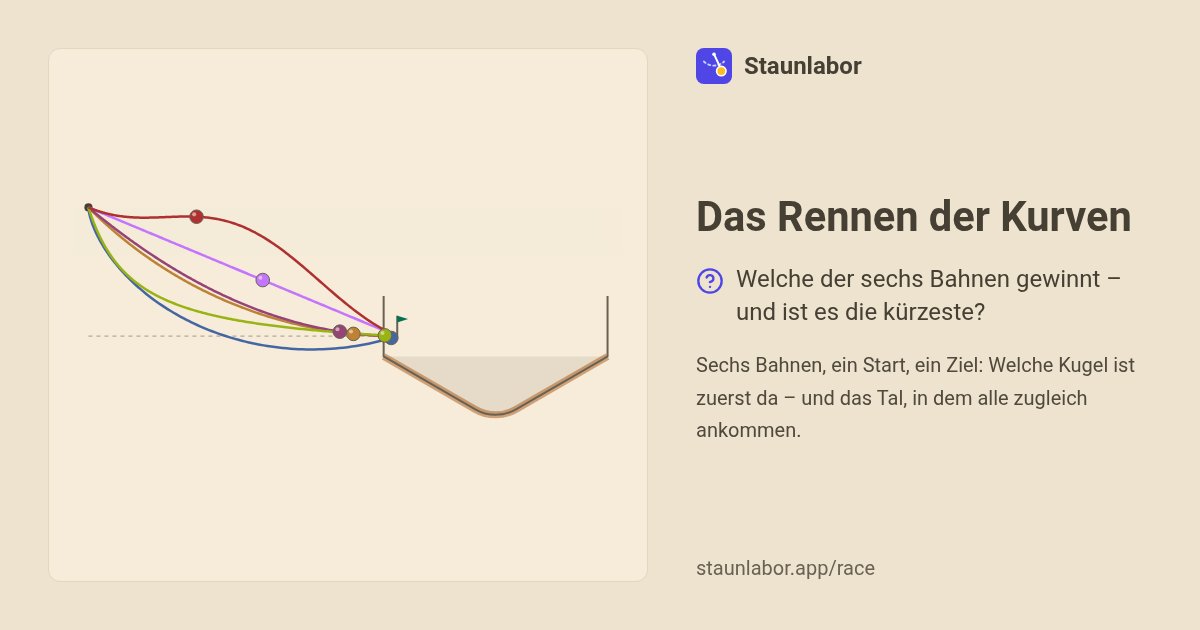 Staunlabor
Das Rennen der Kurven
Welche der sechs Bahnen gewinnt –
und ist es die kürzeste?
Sechs Bahnen, ein Start, ein Ziel: Welche Kugel ist
zuerst da – und das Tal, in dem alle zugleich
ankommen.
staunlabor.app/race